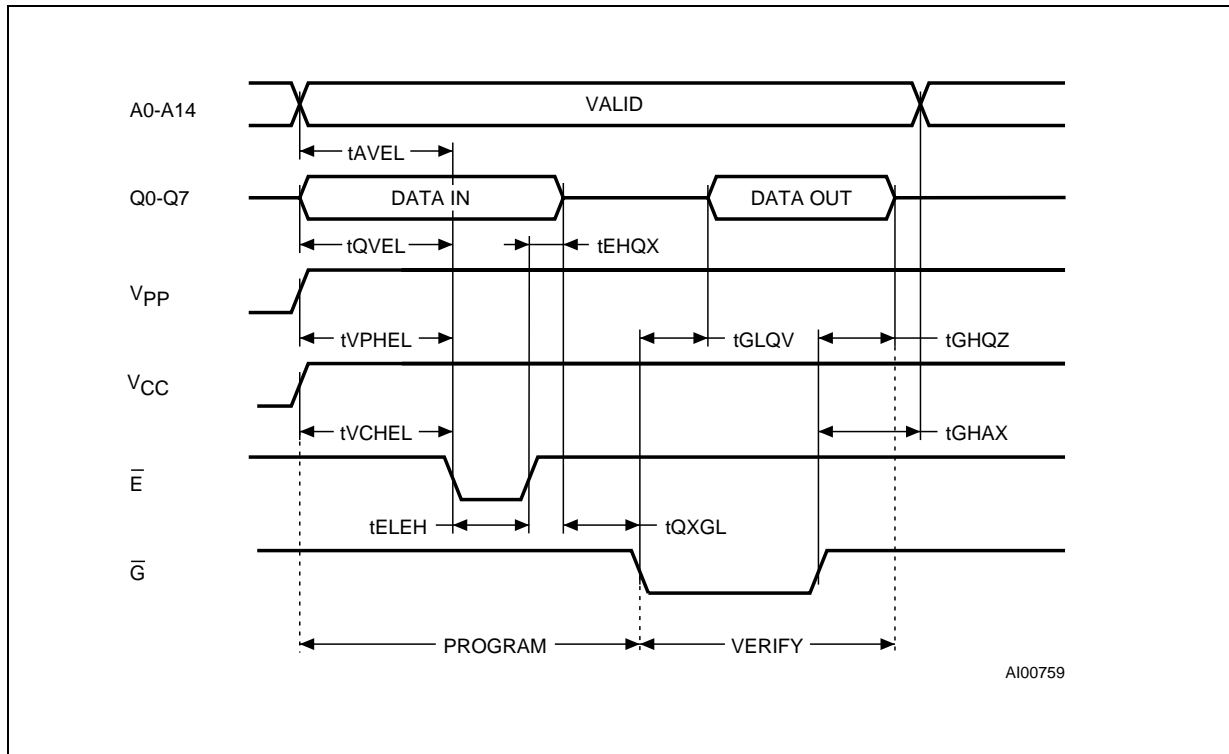 A0-A14
VALID
tAVEL
Q0-Q7
DATA IN
DATA OUT
tQVEL
tEHQX
VPP
tVPHEL
tGLQV
tGHQZ
VCC
tVCHEL
tGHAX
E̅
tELEH
tQXGL
G̅
PROGRAM
VERIFY
AI00759